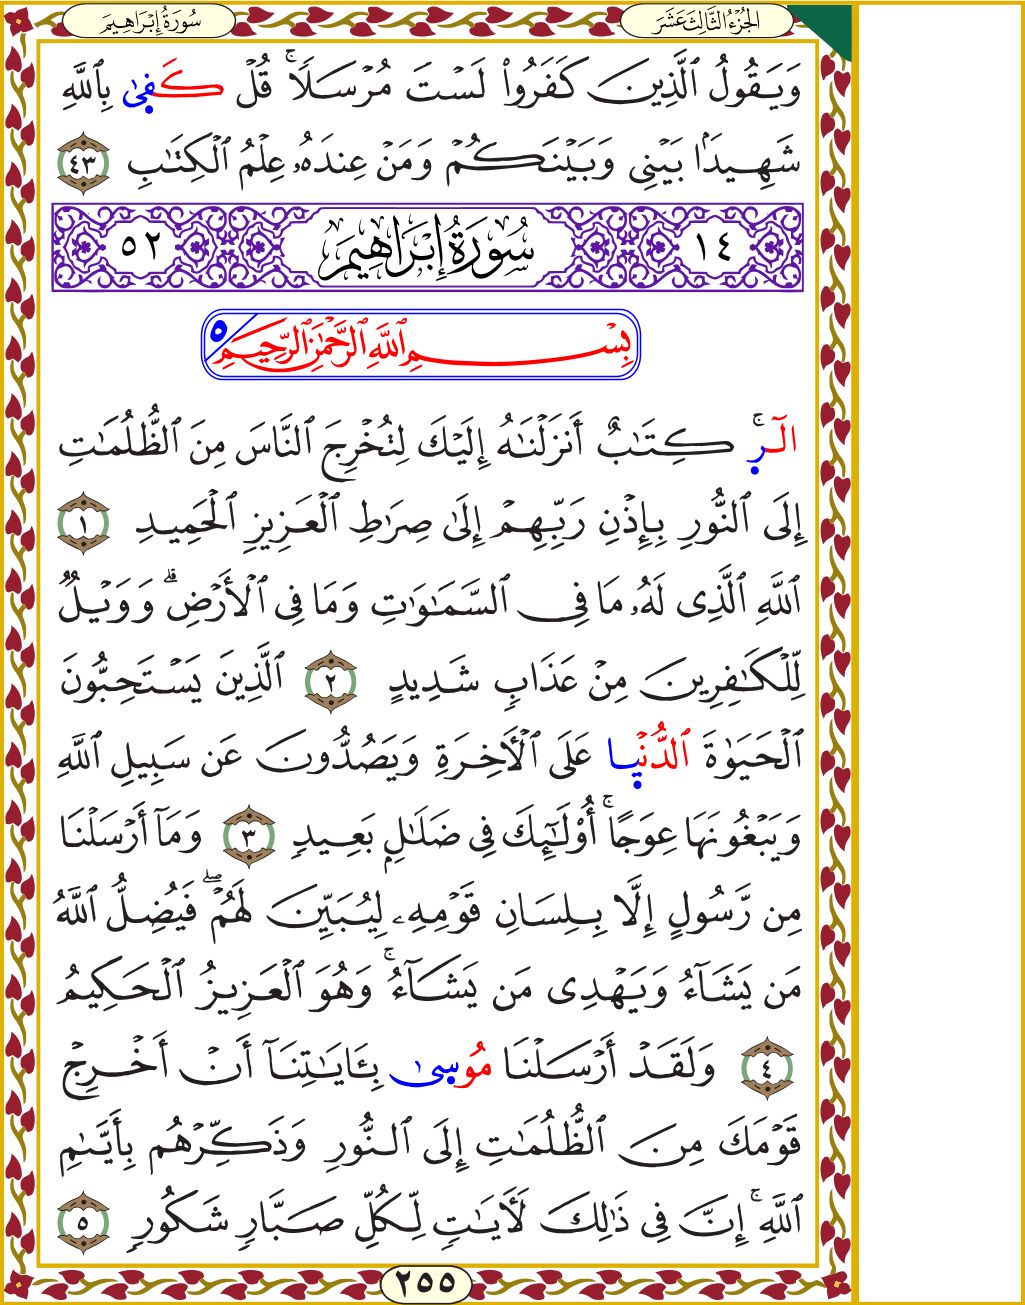 الجُزْءُ الثَّالِثَ عَشَرَ
سُورَةُ إِبْرَاهِيمَ
وَيَقُولُ ٱلَّذِينَ كَفَرُواْ لَسۡتَ مُرۡسَلٗاۚ قُلۡ كَفَىٰ بِٱللَّهِ
شَهِيدَۢا بَيۡنِي وَبَيۡنَكُمۡ وَمَنۡ عِندَهُۥ عِلۡمُ ٱلۡكِتَٰبِ ٤٣
١٤ سُورَةُ إِبْرَاهِيمَ ٥٢
بِسۡمِ ٱللَّهِ ٱلرَّحۡمَٰنِ ٱلرَّحِيمِ ٥
الٓرۚ كِتَٰبٌ أَنزَلۡنَٰهُ إِلَيۡكَ لِتُخۡرِجَ ٱلنَّاسَ مِنَ ٱلظُّلُمَٰتِ
إِلَى ٱلنُّورِ بِإِذۡنِ رَبِّهِمۡ إِلَىٰ صِرَٰطِ ٱلۡعَزِيزِ ٱلۡحَمِيدِ ١
ٱللَّهِ ٱلَّذِي لَهُۥ مَا فِي ٱلسَّمَٰوَٰتِ وَمَا فِي ٱلۡأَرۡضِۗ وَوَيۡلٞ
لِّلۡكَٰفِرِينَ مِنۡ عَذَابٖ شَدِيدٍ ٢ ٱلَّذِينَ يَسۡتَحِبُّونَ
ٱلۡحَيَوٰةَ ٱلدُّنۡيَا عَلَى ٱلۡأٓخِرَةِ وَيَصُدُّونَ عَن سَبِيلِ ٱللَّهِ
وَيَبۡغُونَهَا عِوَجًاۚ أُوْلَٰٓئِكَ فِي ضَلَٰلِۭ بَعِيدٖ ٣ وَمَآ أَرۡسَلۡنَا
مِن رَّسُولٍ إِلَّا بِلِسَانِ قَوۡمِهِۦ لِيُبَيِّنَ لَهُمۡۖ فَيُضِلُّ ٱللَّهُ
مَن يَشَآءُ وَيَهۡدِي مَن يَشَآءُۚ وَهُوَ ٱلۡعَزِيزُ ٱلۡحَكِيمُ
٤ وَلَقَدۡ أَرۡسَلۡنَا مُوسَىٰ بِـَٔايَٰتِنَآ أَنۡ أَخۡرِجۡ
قَوۡمَكَ مِنَ ٱلظُّلُمَٰتِ إِلَى ٱلنُّورِ وَذَكِّرۡهُم بِأَيَّىٰمِ
ٱللَّهِۚ إِنَّ فِي ذَٰلِكَ لَأٓيَٰتٖ لِّكُلِّ صَبَّارٖ شَكُورٖ ٥
٢٥٥